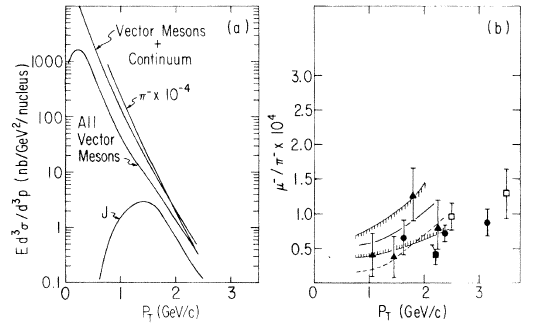 (a)
Vector Mesons
+
Continuum
π⁻ x 10⁻⁴
All
Vector
Mesons
J
E d³σ/d³p (nb/GeV²/nucleus)
1000
100
10
1
0.1
0 1 2 3
P_T (GeV/c)
(b)
μ⁻/π⁻ x 10⁴
3.0
2.5
2.0
1.5
1.0
0.5
0 1 2 3
P_T (GeV/c)